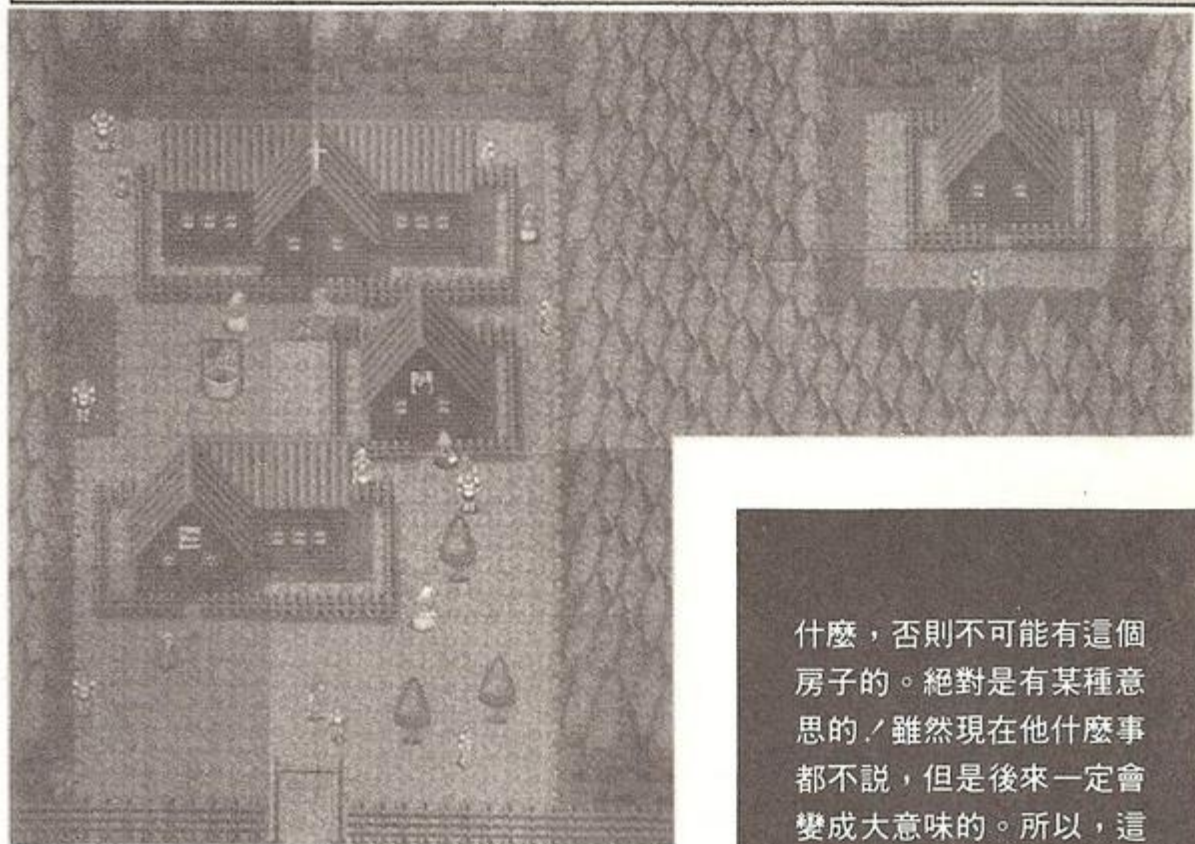 什麼，否則不可能有這個
房子的。絕對是有某種意
思的！雖然現在他什麼事
都不説，但是後來一定會
變成大意味的。所以，這